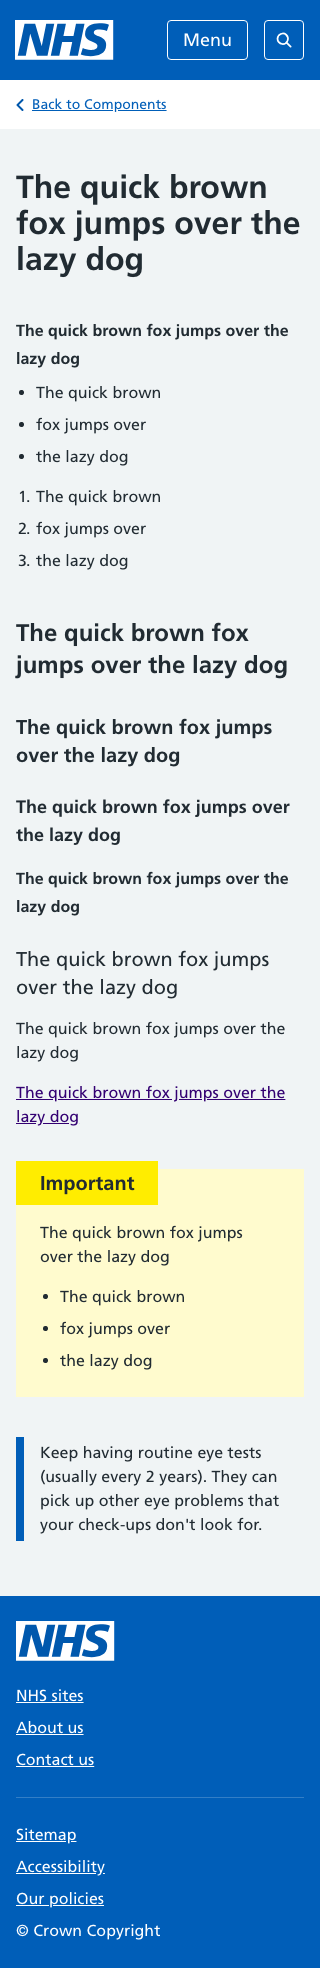 NHS
Menu
Back to Components
The quick brown
fox jumps over the
lazy dog
The quick brown fox jumps over the
lazy dog
• The quick brown
• fox jumps over
• the lazy dog
1. The quick brown
2. fox jumps over
3. the lazy dog
The quick brown fox
jumps over the lazy dog
The quick brown fox jumps
over the lazy dog
The quick brown fox jumps over
the lazy dog
The quick brown fox jumps over the
lazy dog
The quick brown fox jumps
over the lazy dog
The quick brown fox jumps over the
lazy dog
The quick brown fox jumps over the
lazy dog
Important
The quick brown fox jumps
over the lazy dog
• The quick brown
• fox jumps over
• the lazy dog
Keep having routine eye tests
(usually every 2 years). They can
pick up other eye problems that
your check-ups don't look for.
NHS
NHS sites
About us
Contact us
Sitemap
Accessibility
Our policies
© Crown Copyright